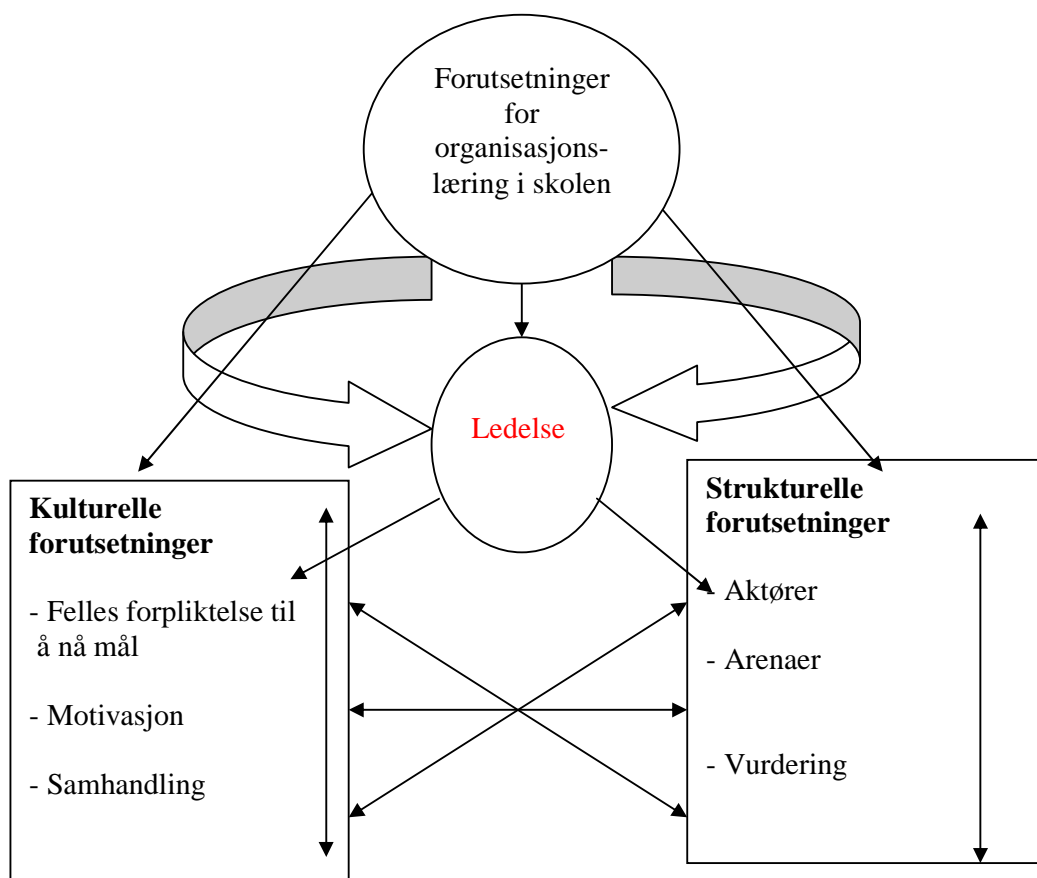 Forutsetninger
for
organisasjons-
læring i skolen
Ledelse
Kulturelle
forutsetninger
- Felles forpliktelse til
å nå mål
- Motivasjon
- Samhandling
Strukturelle
forutsetninger
- Aktører
- Arenaer
- Vurdering